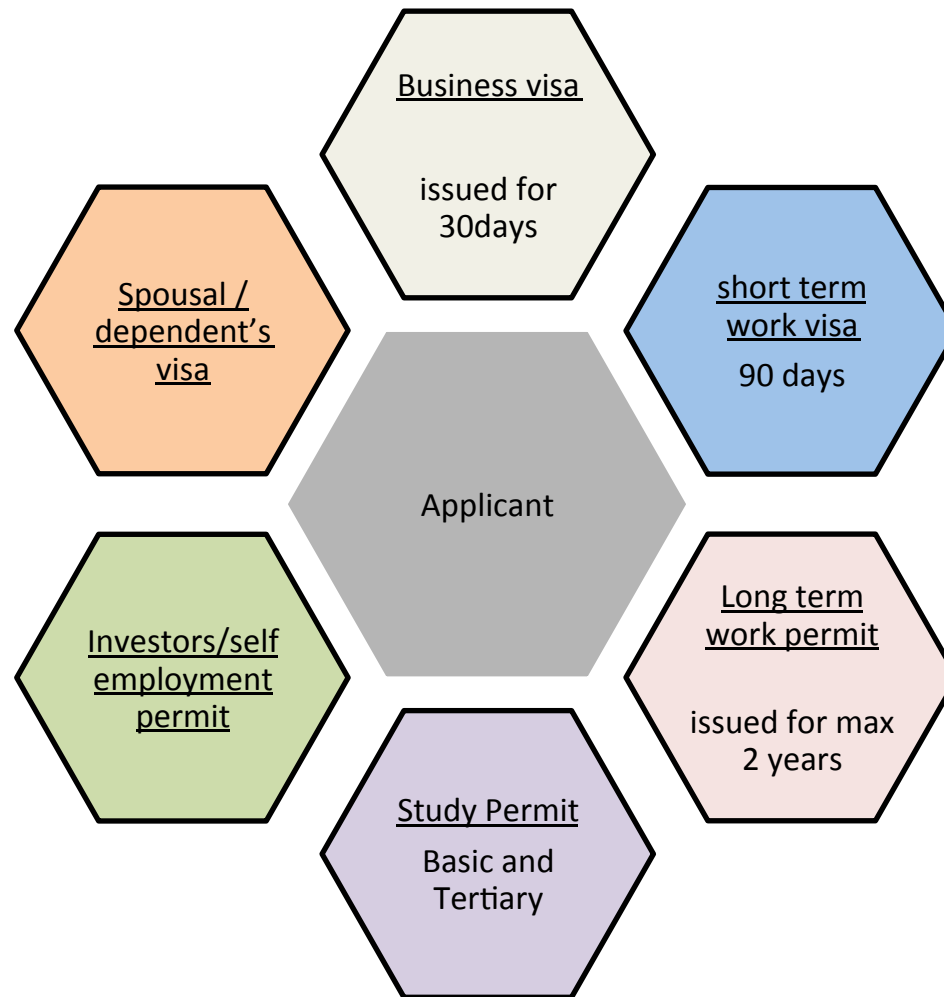 Business visa
issued for
30days
short term
work visa
90 days
Long term
work permit
issued for max
2 years
Study Permit
Basic and
Tertiary
Investors/self
employment
permit
Spousal /
dependent’s
visa
Applicant